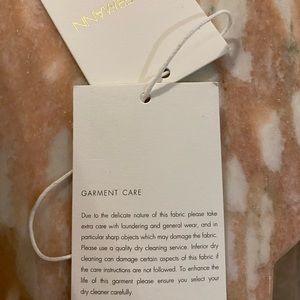 GARMENT CARE
Due to the delicate nature of this fabric please take
extra care with laundering and general wear, and in
particular sharp objects which may damage the fabric.
Please use a quality dry cleaning service. Inferior dry
cleaning can damage certain aspects of this fabric if
the care instructions are not followed. To enhance the
life of this garment please ensure you select your
dry cleaner carefully.